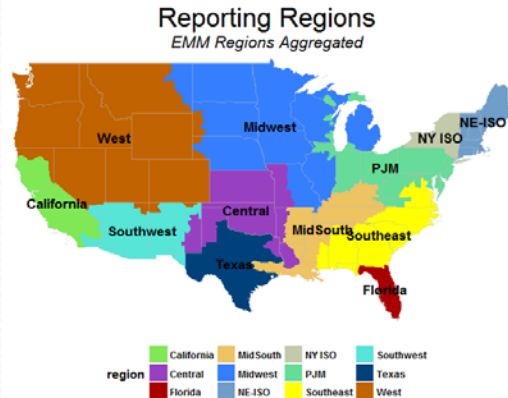 Reporting Regions
EMM Regions Aggregated
NE-ISO
Midwest
West
NY ISO
PJM
California
Central
Southwest
MidSouth
Southeast
Texas
Florida
California MidSouth NY ISO Southwest
region Central Midwest PJM Texas
Florida NE-ISO Southeast West